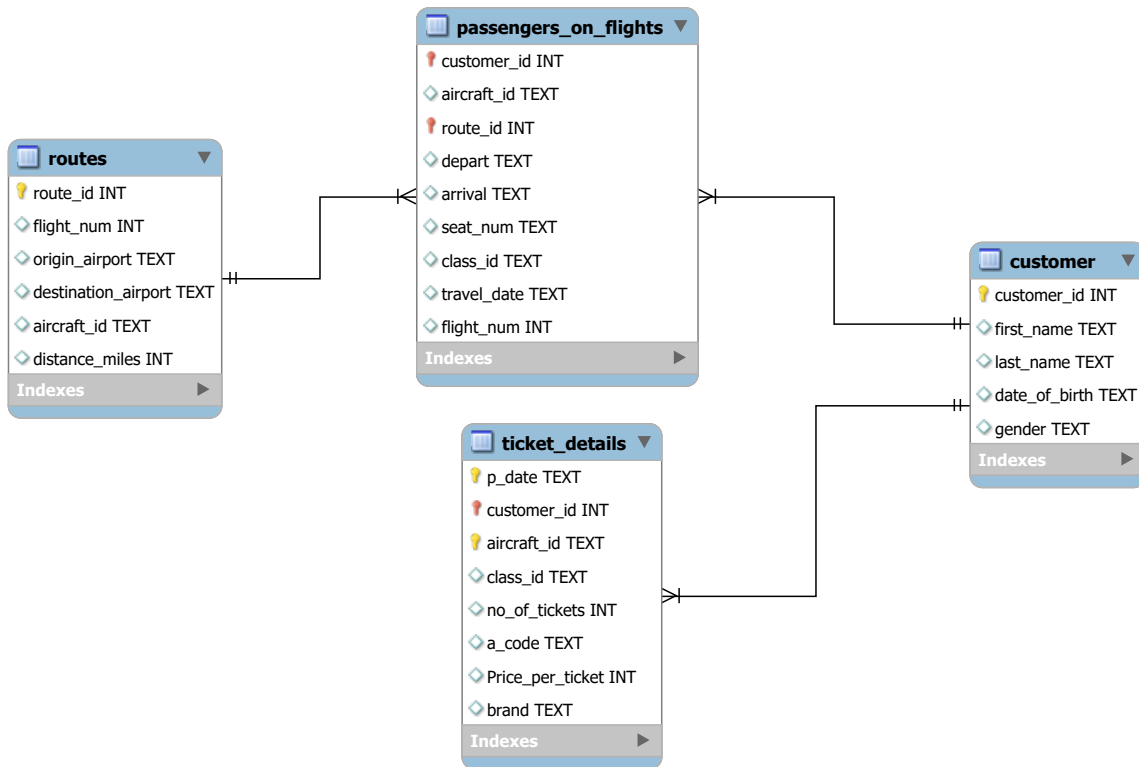 passengers_on_flights
customer_id INT
aircraft_id TEXT
route_id INT
depart TEXT
arrival TEXT
seat_num TEXT
class_id TEXT
travel_date TEXT
flight_num INT
Indexes
routes
route_id INT
flight_num INT
origin_airport TEXT
destination_airport TEXT
aircraft_id TEXT
distance_miles INT
Indexes
customer
customer_id INT
first_name TEXT
last_name TEXT
date_of_birth TEXT
gender TEXT
Indexes
ticket_details
p_date TEXT
customer_id INT
aircraft_id TEXT
class_id TEXT
no_of_tickets INT
a_code TEXT
Price_per_ticket INT
brand TEXT
Indexes